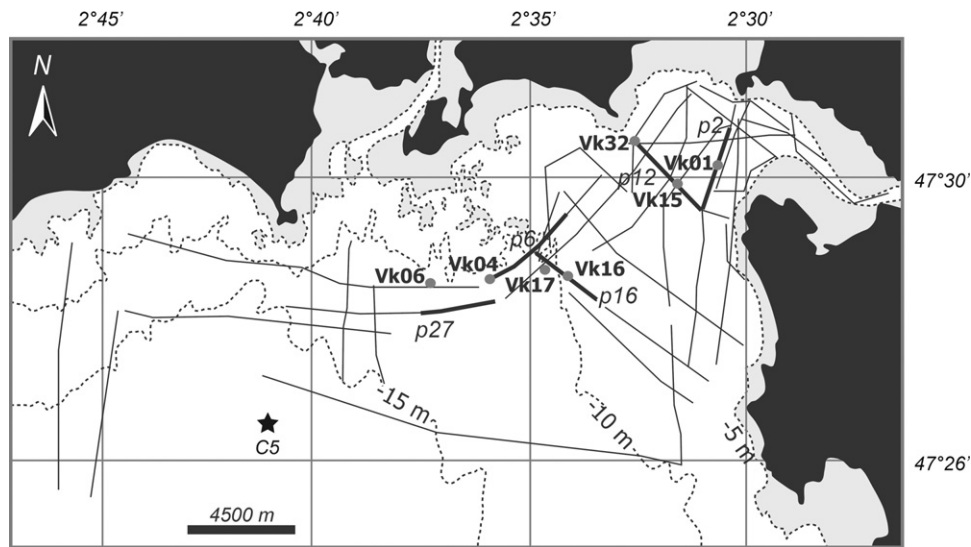 2°45' 2°40' 2°35' 2°30'
N
p2
Vk32
Vk01
p12
47°30'
Vk15
p6
Vk06 Vk04 Vk16
Vk17
p16
p27
-15 m
-10 m
-5 m
C5
47°26'
4500 m